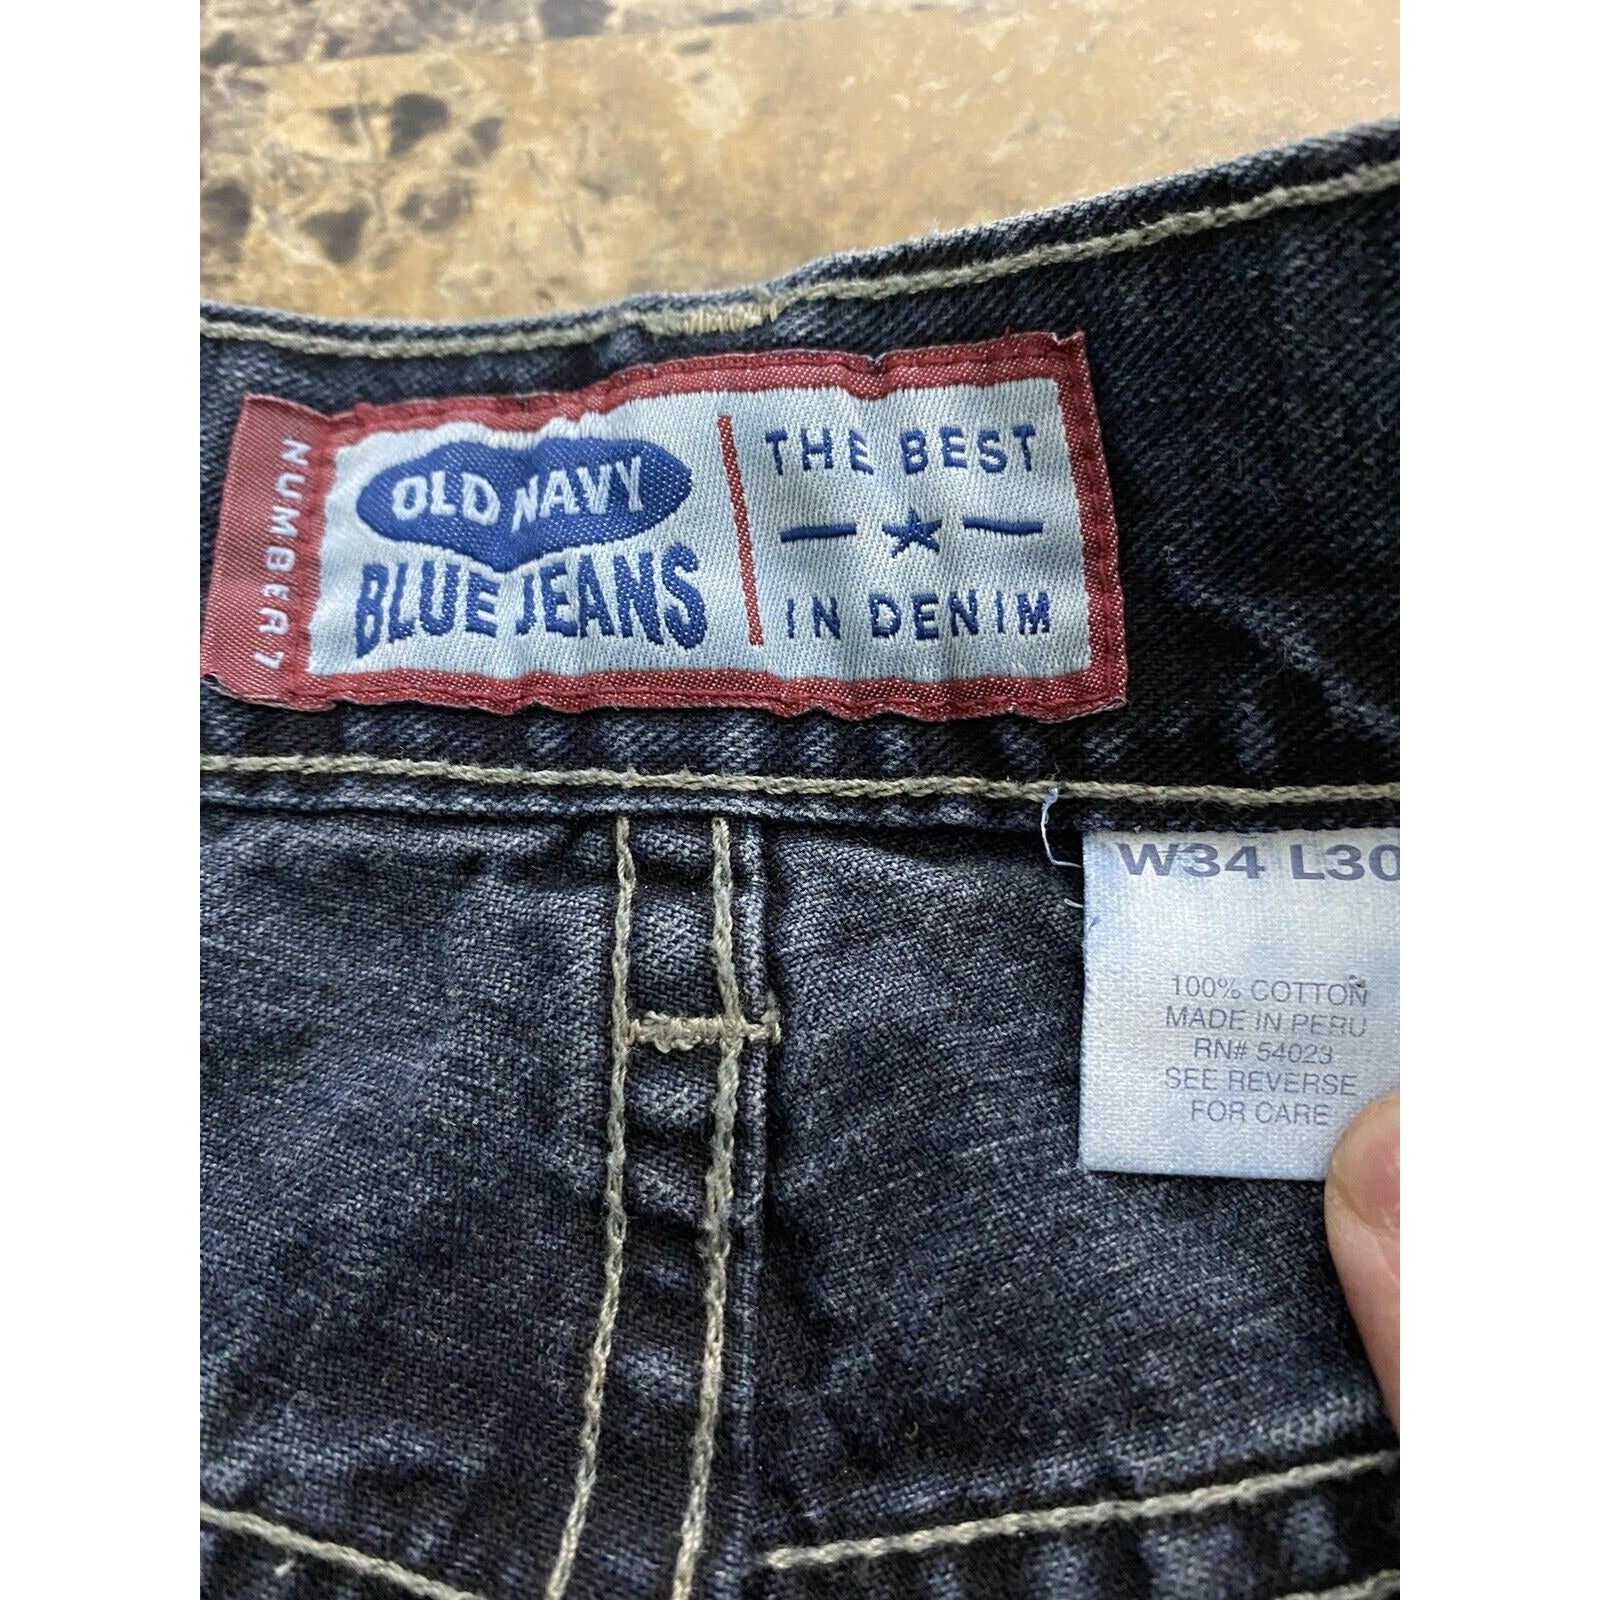 NUMBER 7
OLD NAVY
BLUE JEANS
THE BEST
IN DENIM
W34 L30
100% COTTON
MADE IN PERU
RN# 54023
SEE REVERSE
FOR CARE